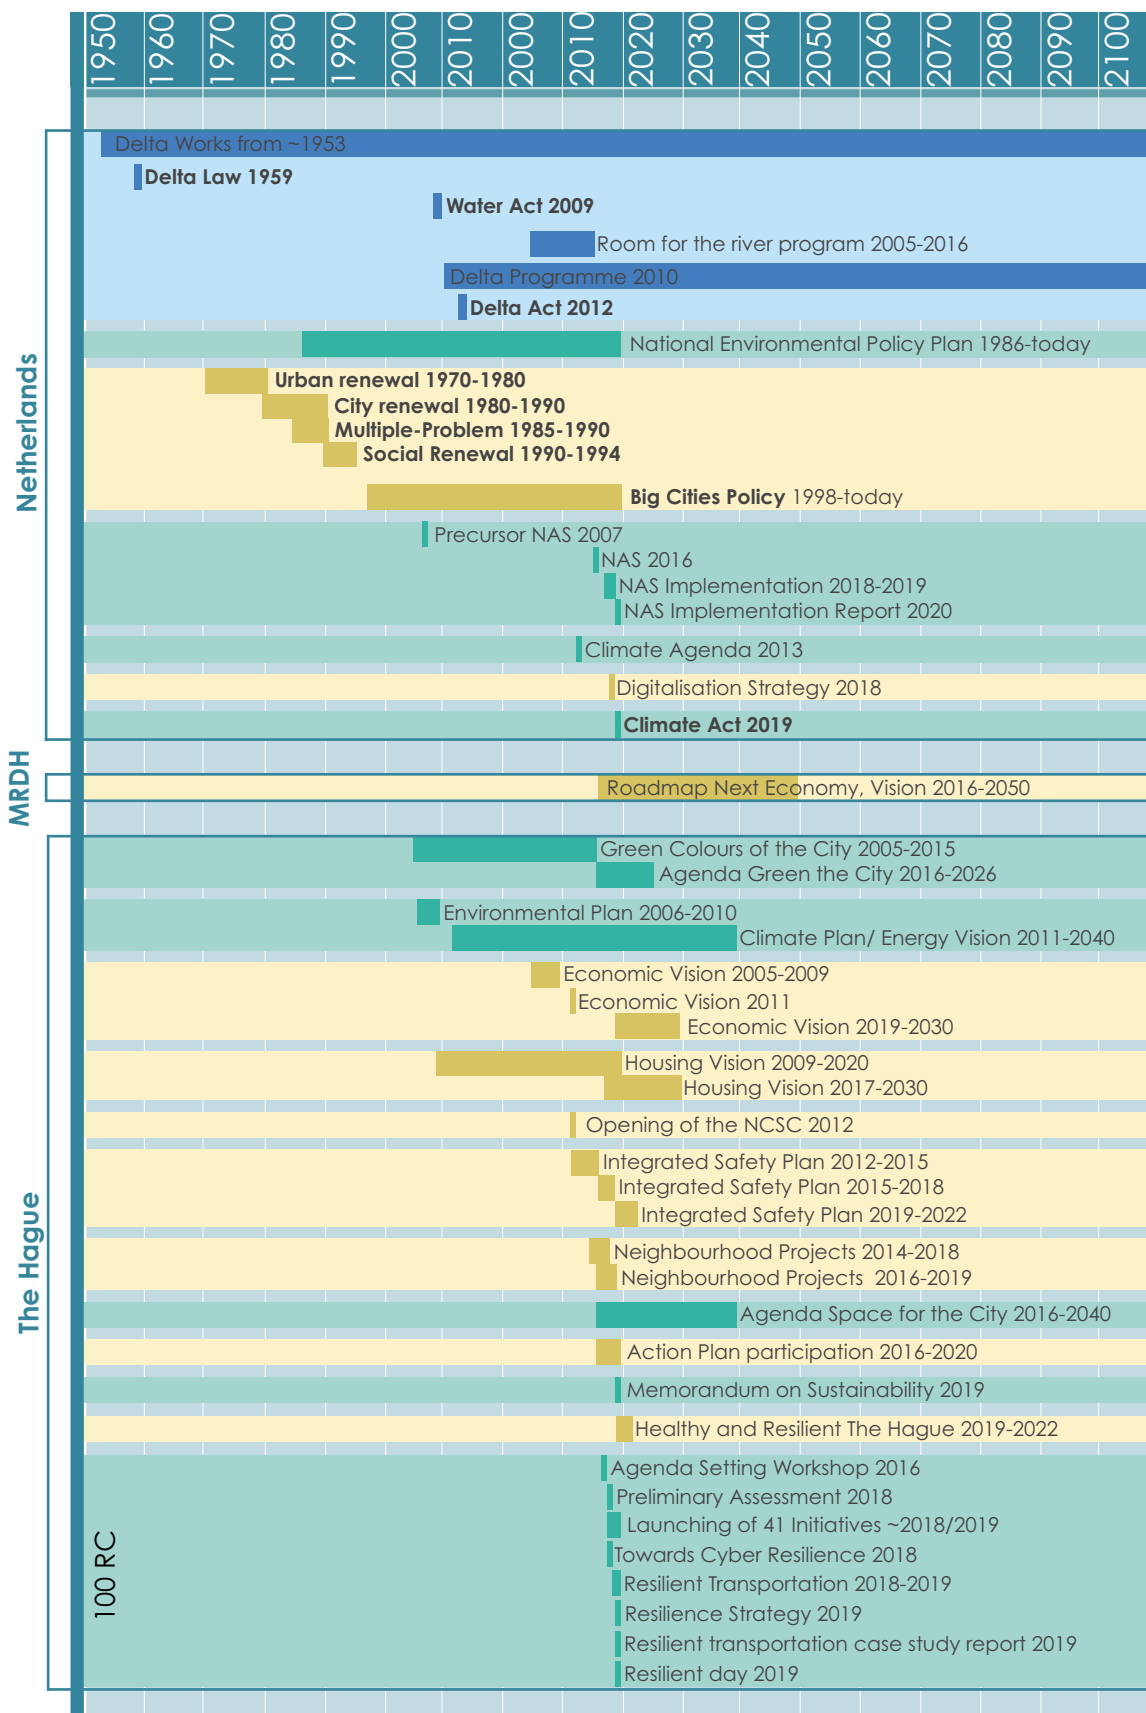 1950 1960 1970 1980 1990 2000 2010 2000 2010 2020 2030 2040 2050 2060 2070 2080 2090 2100
Netherlands
Delta Works from ~1953
Delta Law 1959
Water Act 2009
Room for the river program 2005-2016
Delta Programme 2010
Delta Act 2012
National Environmental Policy Plan 1986-today
Urban renewal 1970-1980
City renewal 1980-1990
Multiple-Problem 1985-1990
Social Renewal 1990-1994
Big Cities Policy 1998-today
Precursor NAS 2007
NAS 2016
NAS Implementation 2018-2019
NAS Implementation Report 2020
Climate Agenda 2013
Digitalisation Strategy 2018
Climate Act 2019
MRDH
Roadmap Next Economy, Vision 2016-2050
The Hague
Green Colours of the City 2005-2015
Agenda Green the City 2016-2026
Environmental Plan 2006-2010
Climate Plan/ Energy Vision 2011-2040
Economic Vision 2005-2009
Economic Vision 2011
Economic Vision 2019-2030
Housing Vision 2009-2020
Housing Vision 2017-2030
Opening of the NCSC 2012
Integrated Safety Plan 2012-2015
Integrated Safety Plan 2015-2018
Integrated Safety Plan 2019-2022
Neighbourhood Projects 2014-2018
Neighbourhood Projects 2016-2019
Agenda Space for the City 2016-2040
Action Plan participation 2016-2020
Memorandum on Sustainability 2019
Healthy and Resilient The Hague 2019-2022
100 RC
Agenda Setting Workshop 2016
Preliminary Assessment 2018
Launching of 41 Initiatives ~2018/2019
Towards Cyber Resilience 2018
Resilient Transportation 2018-2019
Resilience Strategy 2019
Resilient transportation case study report 2019
Resilient day 2019